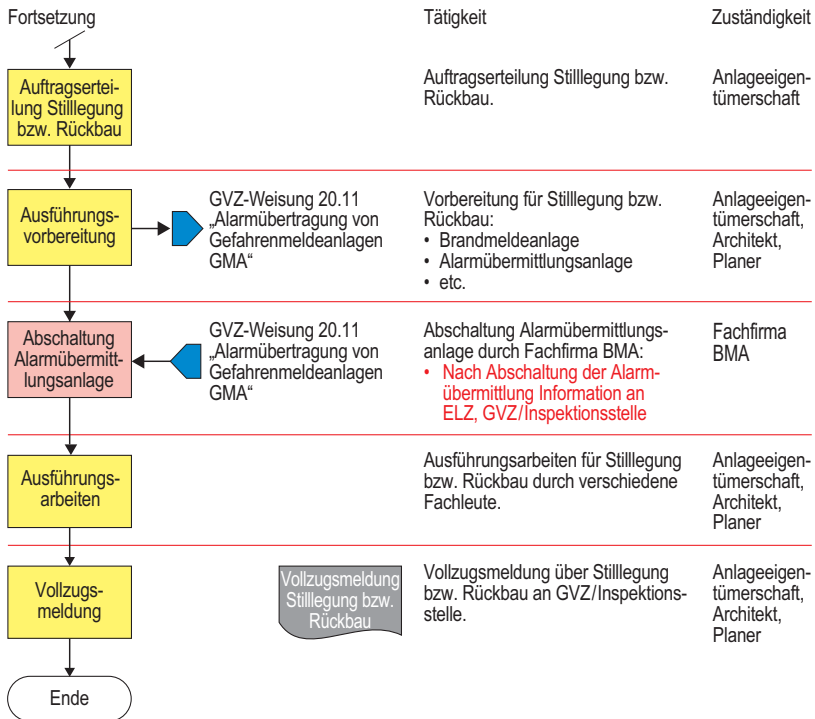 Fortsetzung
Tätigkeit
Zuständigkeit
Auftragsertei-
lung Stilllegung
bzw. Rückbau
Auftragserteilung Stilllegung bzw.
Rückbau.
Anlageeigen-
tümerschaft
Ausführungs-
vorbereitung
GVZ-Weisung 20.11
„Alarmübertragung von
Gefahrenmeldeanlagen
GMA“
Vorbereitung für Stilllegung bzw.
Rückbau:
• Brandmeldeanlage
• Alarmübermittlungsanlage
• etc.
Anlageeigen-
tümerschaft,
Architekt,
Planer
Abschaltung
Alarmübermitt-
lungsanlage
GVZ-Weisung 20.11
„Alarmübertragung von
Gefahrenmeldeanlagen
GMA“
Abschaltung Alarmübermittlungs-
anlage durch Fachfirma BMA:
• Nach Abschaltung der Alarm-
übermittlung Information an
ELZ, GVZ/Inspektionsstelle
Fachfirma
BMA
Ausführungs-
arbeiten
Ausführungsarbeiten für Stilllegung
bzw. Rückbau durch verschiedene
Fachleute.
Anlageeigen-
tümerschaft,
Architekt,
Planer
Vollzugs-
meldung
Vollzugsmeldung
Stilllegung bzw.
Rückbau
Vollzugsmeldung über Stilllegung
bzw. Rückbau an GVZ/Inspektions-
stelle.
Anlageeigen-
tümerschaft,
Architekt,
Planer
Ende